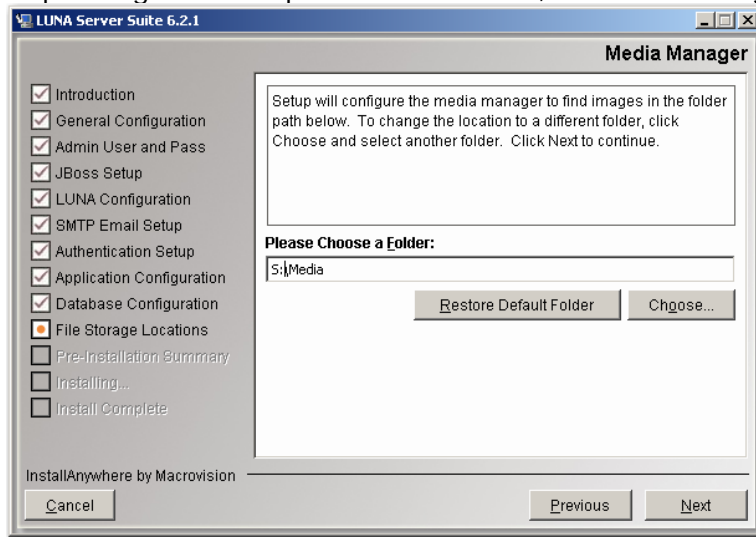 LUNA Server Suite 6.2.1
Media Manager
Introduction
General Configuration
Admin User and Pass
JBoss Setup
LUNA Configuration
SMTP Email Setup
Authentication Setup
Application Configuration
Database Configuration
File Storage Locations
Pre-Installation Summary
Installing...
Install Complete
Setup will configure the media manager to find images in the folder
path below. To change the location to a different folder, click
Choose and select another folder. Click Next to continue.
Please Choose a Folder:
S:\Media
Restore Default Folder
Choose...
InstallAnywhere by Macrovision
Cancel
Previous
Next